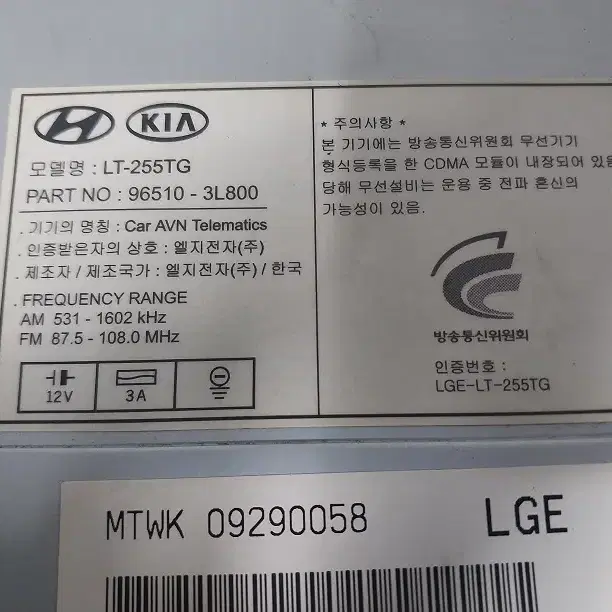 KIA
모델명 : LT-255TG
PART NO : 96510 - 3L800
. 기기의 명칭 : Car AVN Telematics
. 인증받은자의 상호 : 엘지전자(주)
. 제조자 / 제조국가 : 엘지전자(주) / 한국
. FREQUENCY RANGE
AM 531 - 1602 kHz
FM 87.5 - 108.0 MHz
12V
3A
* 주의사항 *
본 기기에는 방송통신위원회 무선기기
형식등록을 한 CDMA 모듈이 내장되어 있음
당해 무선설비는 운용 중 전파 혼신의
가능성이 있음.
방송통신위원회
인증번호 :
LGE-LT-255TG
MTWK 09290058
LGE